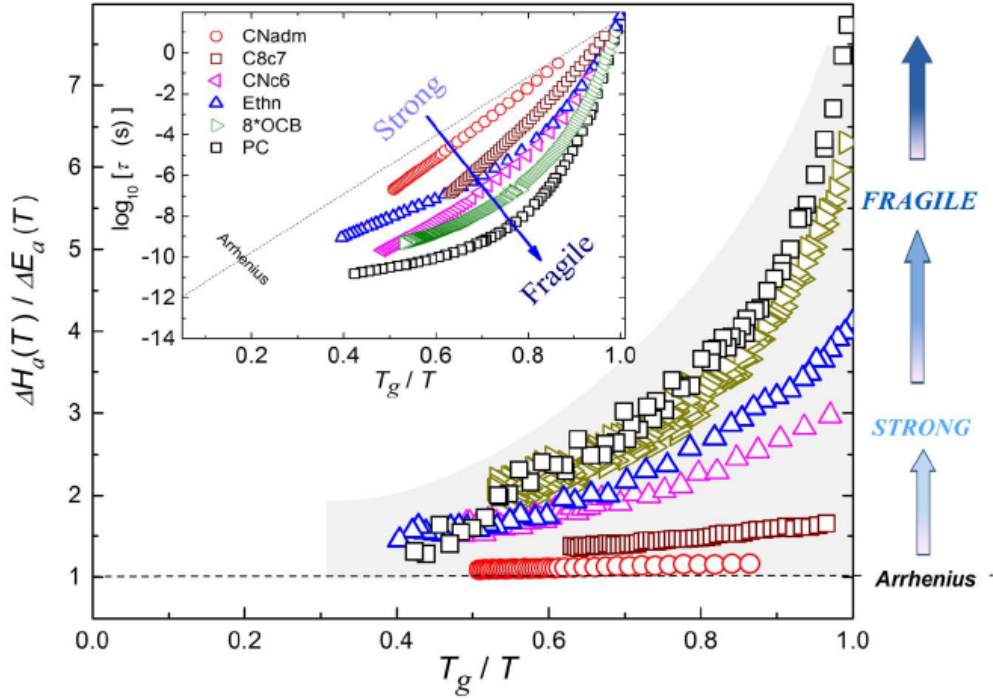 CNadm
C8c7
CNc6
Ethn
8*OCB
PC
Strong
Fragile
Arrhenius
log10 [τ (s)]
0
-2
-4
-6
-8
-10
-12
-14
0.2
0.4
0.6
0.8
1.0
Tg / T
ΔHa(T) / ΔEa(T)
7
6
5
4
3
2
1
0.0
0.2
0.4
0.6
0.8
1.0
Tg / T
FRAGILE
STRONG
Arrhenius